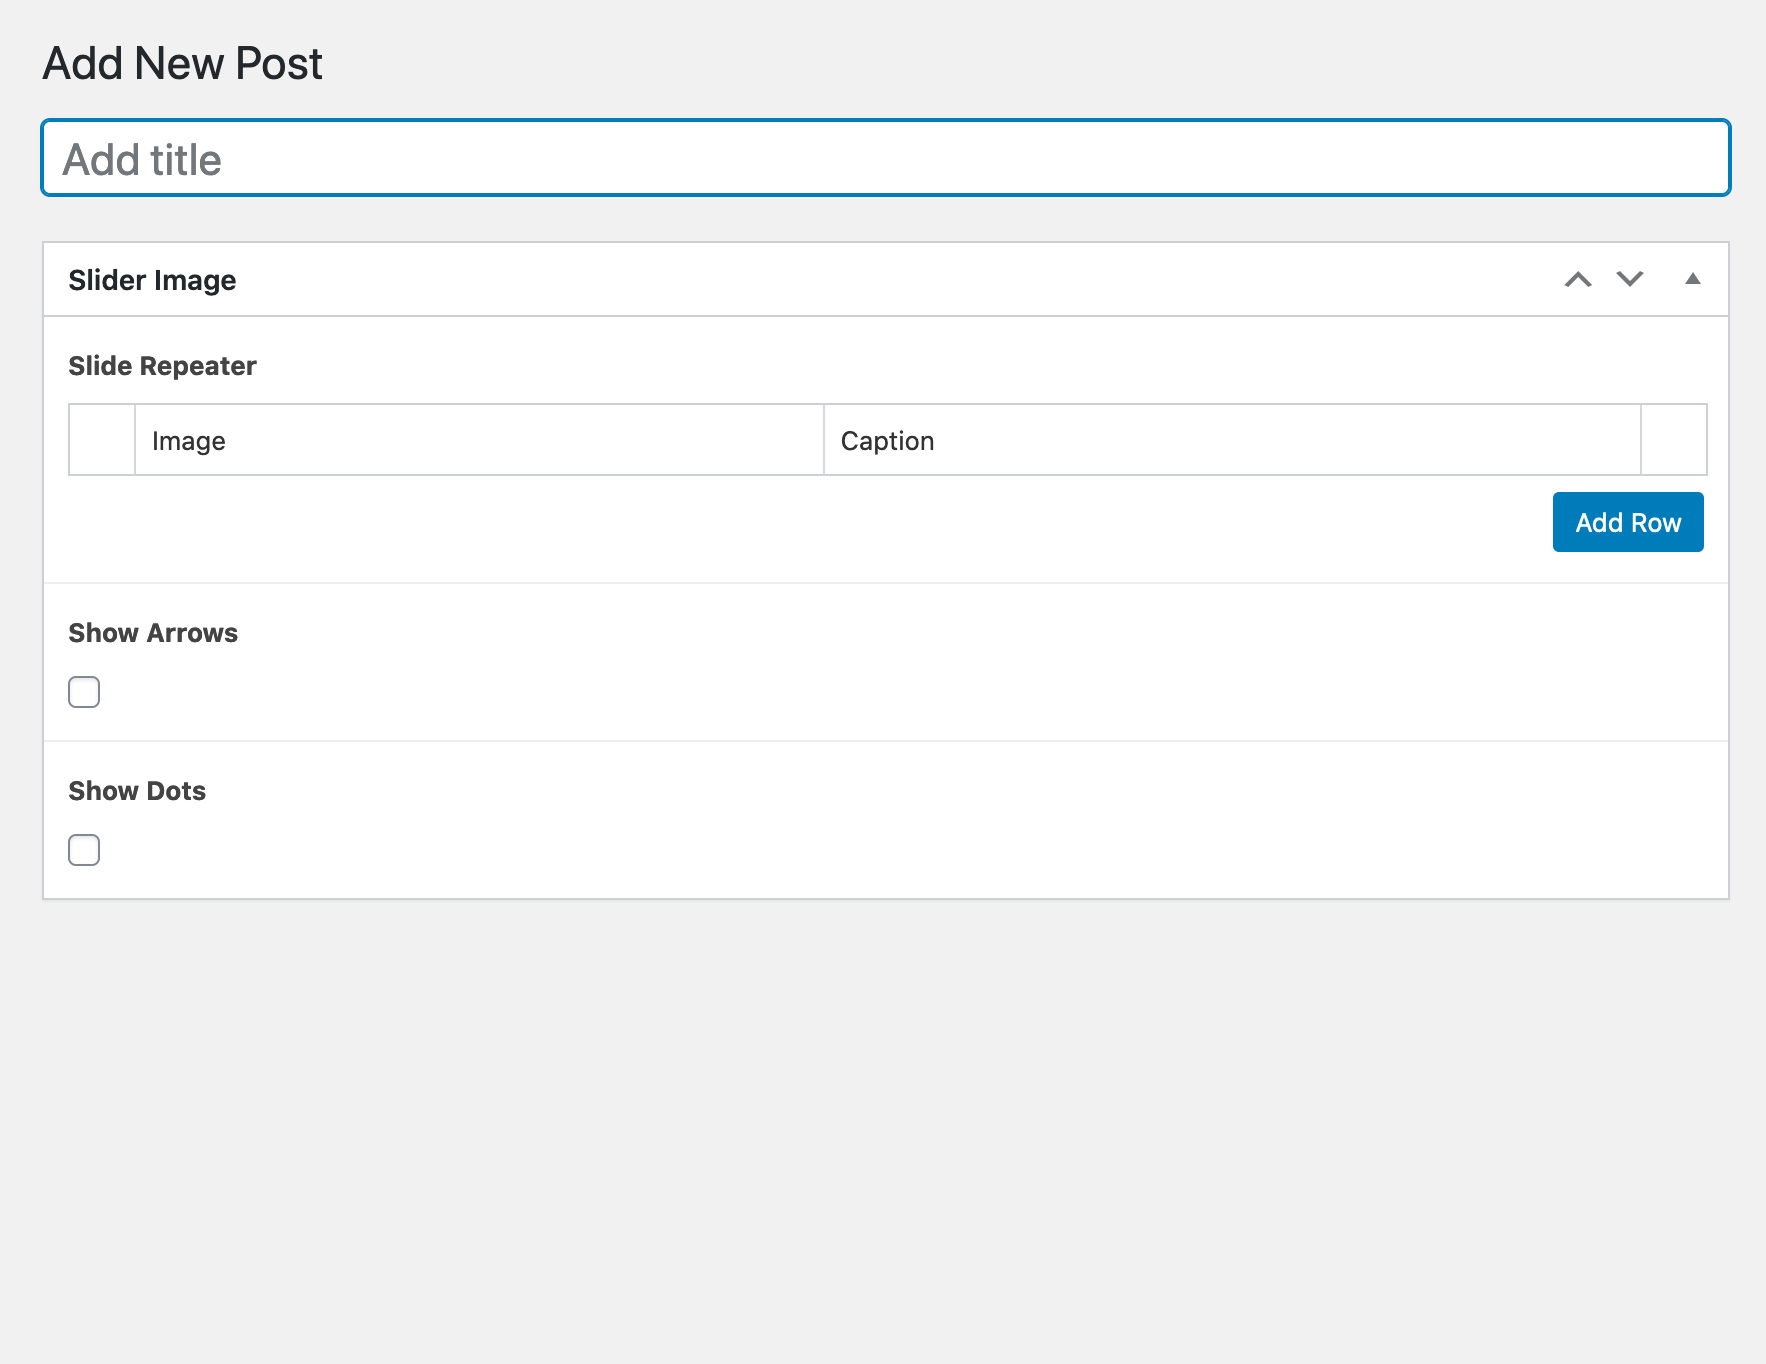 Add New Post
Add title
Slider Image
Slide Repeater
Image Caption
Add Row
Show Arrows
Show Dots